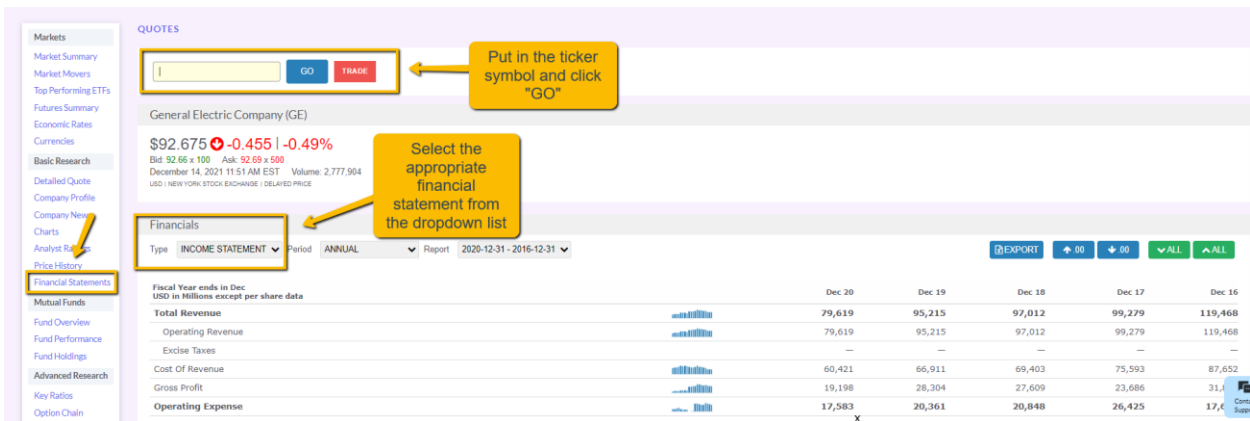 Markets
Market Summary
Market Movers
Top Performing ETFs
Futures Summary
Economic Rates
Currencies
Basic Research
Detailed Quote
Company Profile
Company New
Charts
Analyst Ra s
Price History
Financial Statements
Mutual Funds
Fund Overview
Fund Performance
Fund Holdings
Advanced Research
Key Ratios
Option Chain
QUOTES
GO TRADE
Put in the ticker
symbol and click
"GO"
General Electric Company (GE)
$92.675 -0.455 | -0.49%
Bid: 92.66 x 100 Ask: 92.69 x 500
December 14, 2021 11:51 AM EST Volume: 2,777,904
USD | NEW YORK STOCK EXCHANGE | DELAYED PRICE
Select the
appropriate
financial
statement from
the dropdown list
Financials
Type INCOME STATEMENT Period ANNUAL Report 2020-12-31 - 2016-12-31
EXPORT .00 .00 ALL ALL
Fiscal Year ends in Dec
USD in Millions except per share data
Dec 20 Dec 19 Dec 18 Dec 17 Dec 16
Total Revenue 79,619 95,215 97,012 99,279 119,468
Operating Revenue 79,619 95,215 97,012 99,279 119,468
Excise Taxes — — — — —
Cost Of Revenue 60,421 66,911 69,403 75,593 87,652
Gross Profit 19,198 28,304 27,609 23,686 31,
Operating Expense 17,583 20,361 20,848 26,425 17,
x